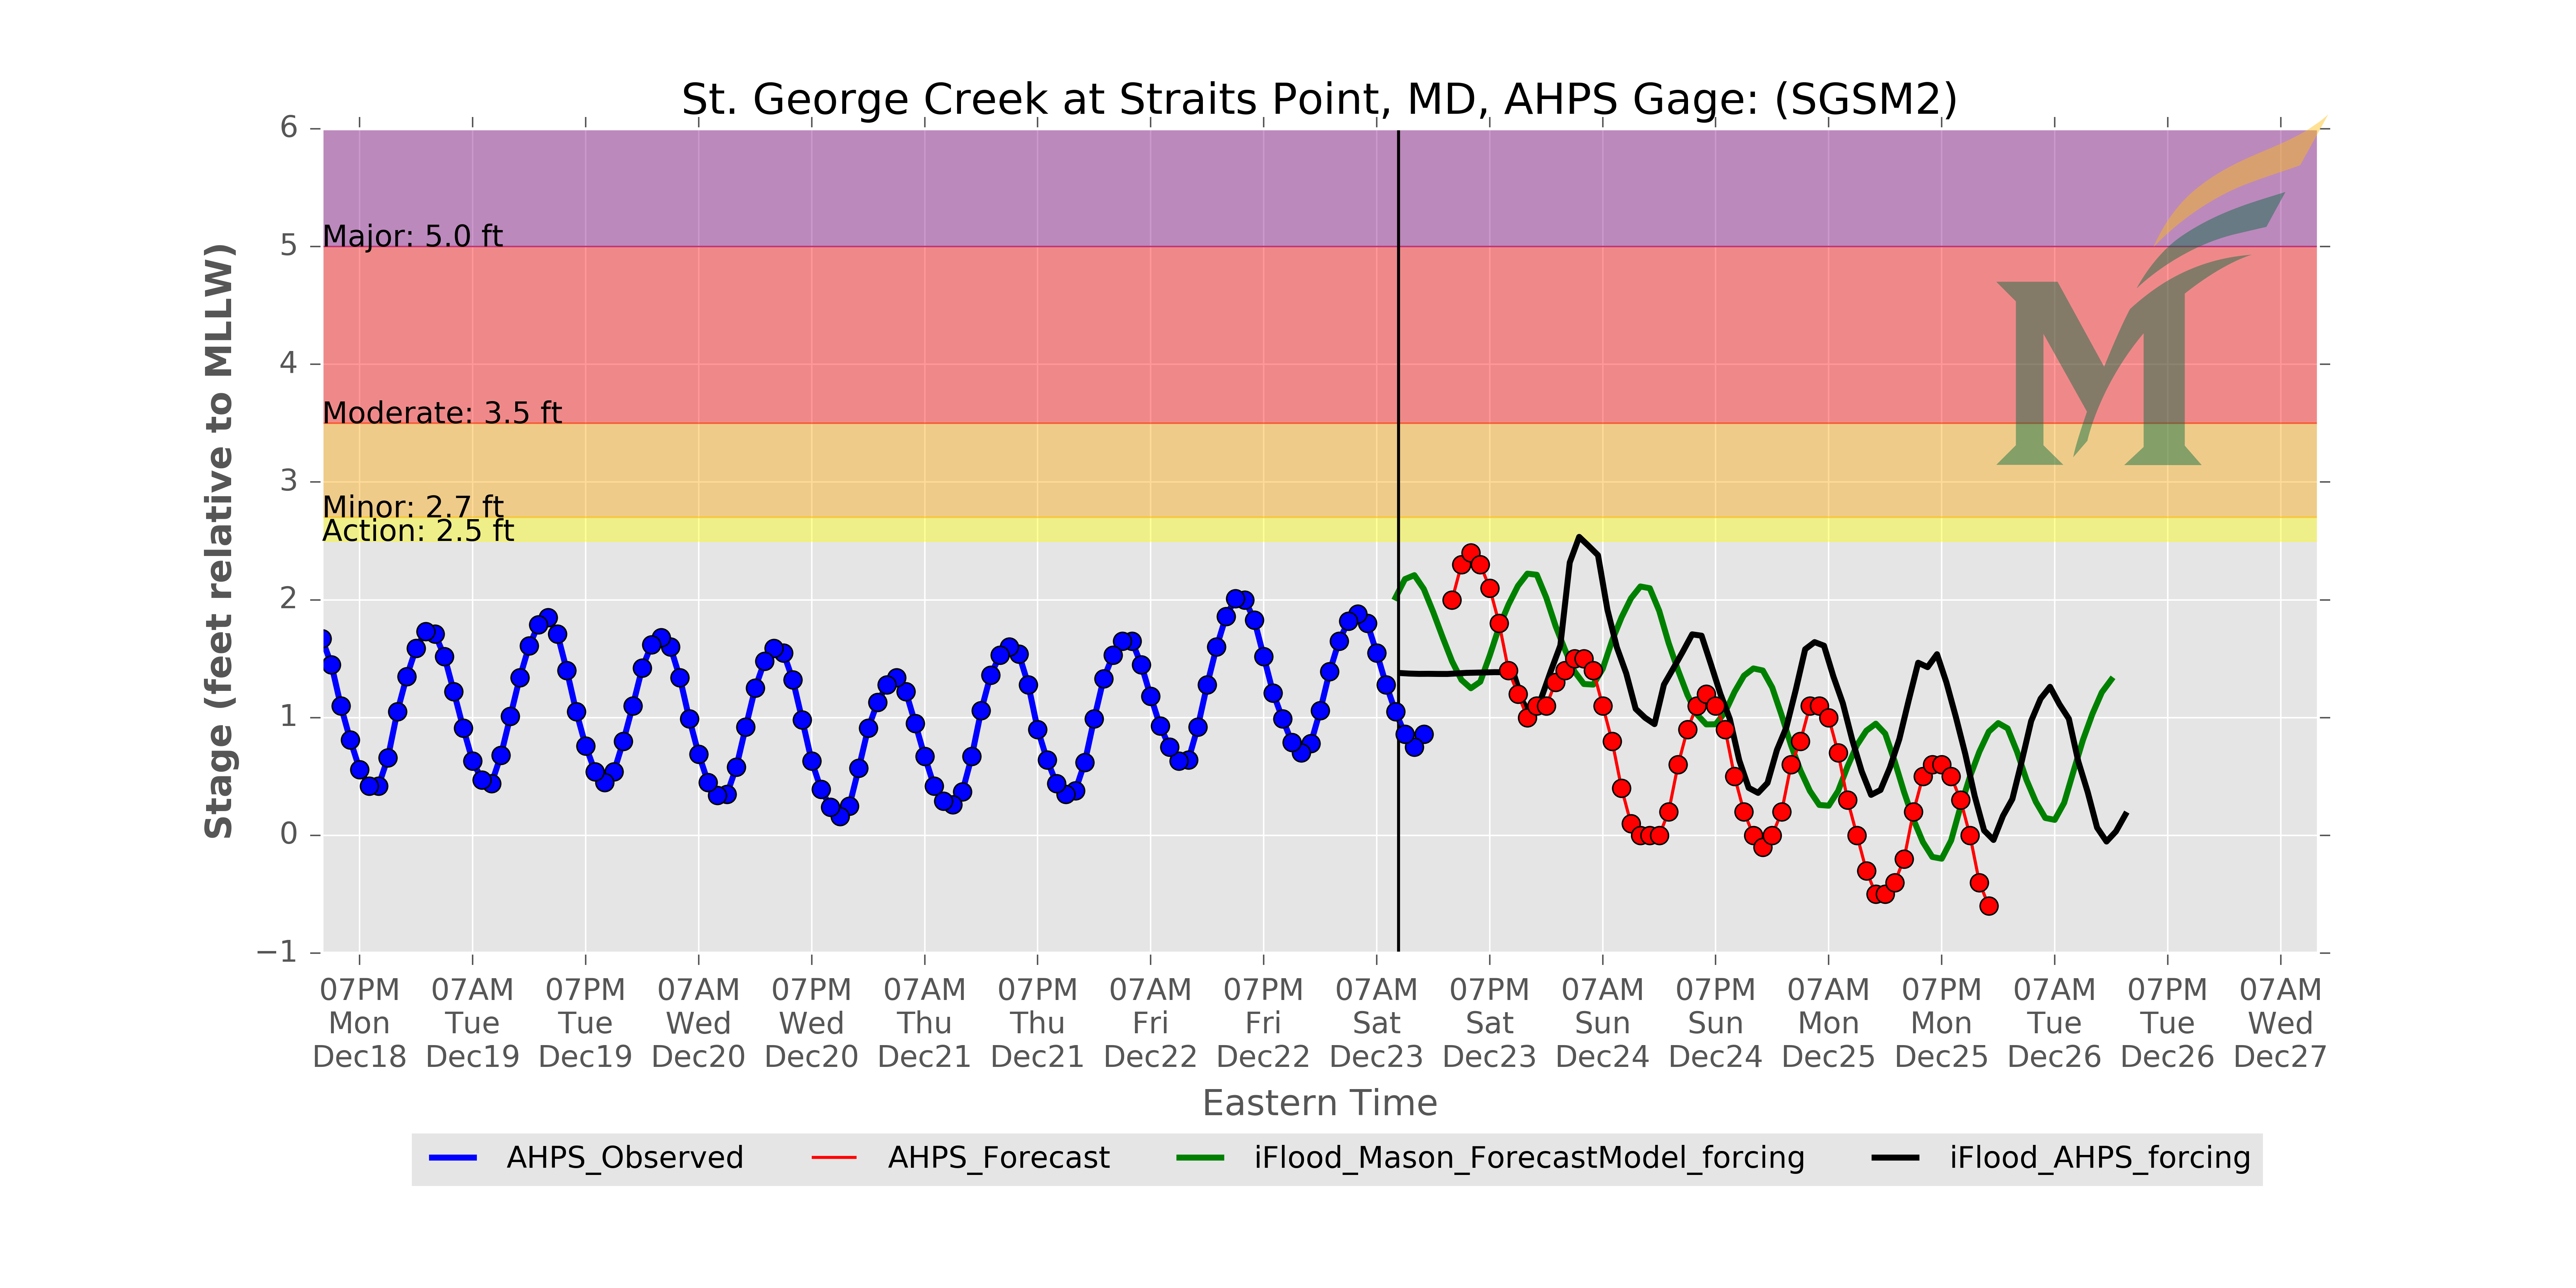 St. George Creek at Straits Point, MD, AHPS Gage: (SGSM2)
6
5
4
3
2
1
0
−1
Stage (feet relative to MLLW)
Major: 5.0 ft
Moderate: 3.5 ft
Minor: 2.7 ft
Action: 2.5 ft
M
07PM 07AM 07PM 07AM 07PM 07AM 07PM 07AM 07PM 07AM 07PM 07AM 07PM 07AM 07PM 07AM 07PM 07AM
Mon Tue Tue Wed Wed Thu Thu Fri Fri Sat Sat Sun Sun Mon Mon Tue Tue Wed
Dec18 Dec19 Dec19 Dec20 Dec20 Dec21 Dec21 Dec22 Dec22 Dec23 Dec23 Dec24 Dec24 Dec25 Dec25 Dec26 Dec26 Dec27
Eastern Time
AHPS_Observed AHPS_Forecast iFlood_Mason_ForecastModel_forcing iFlood_AHPS_forcing